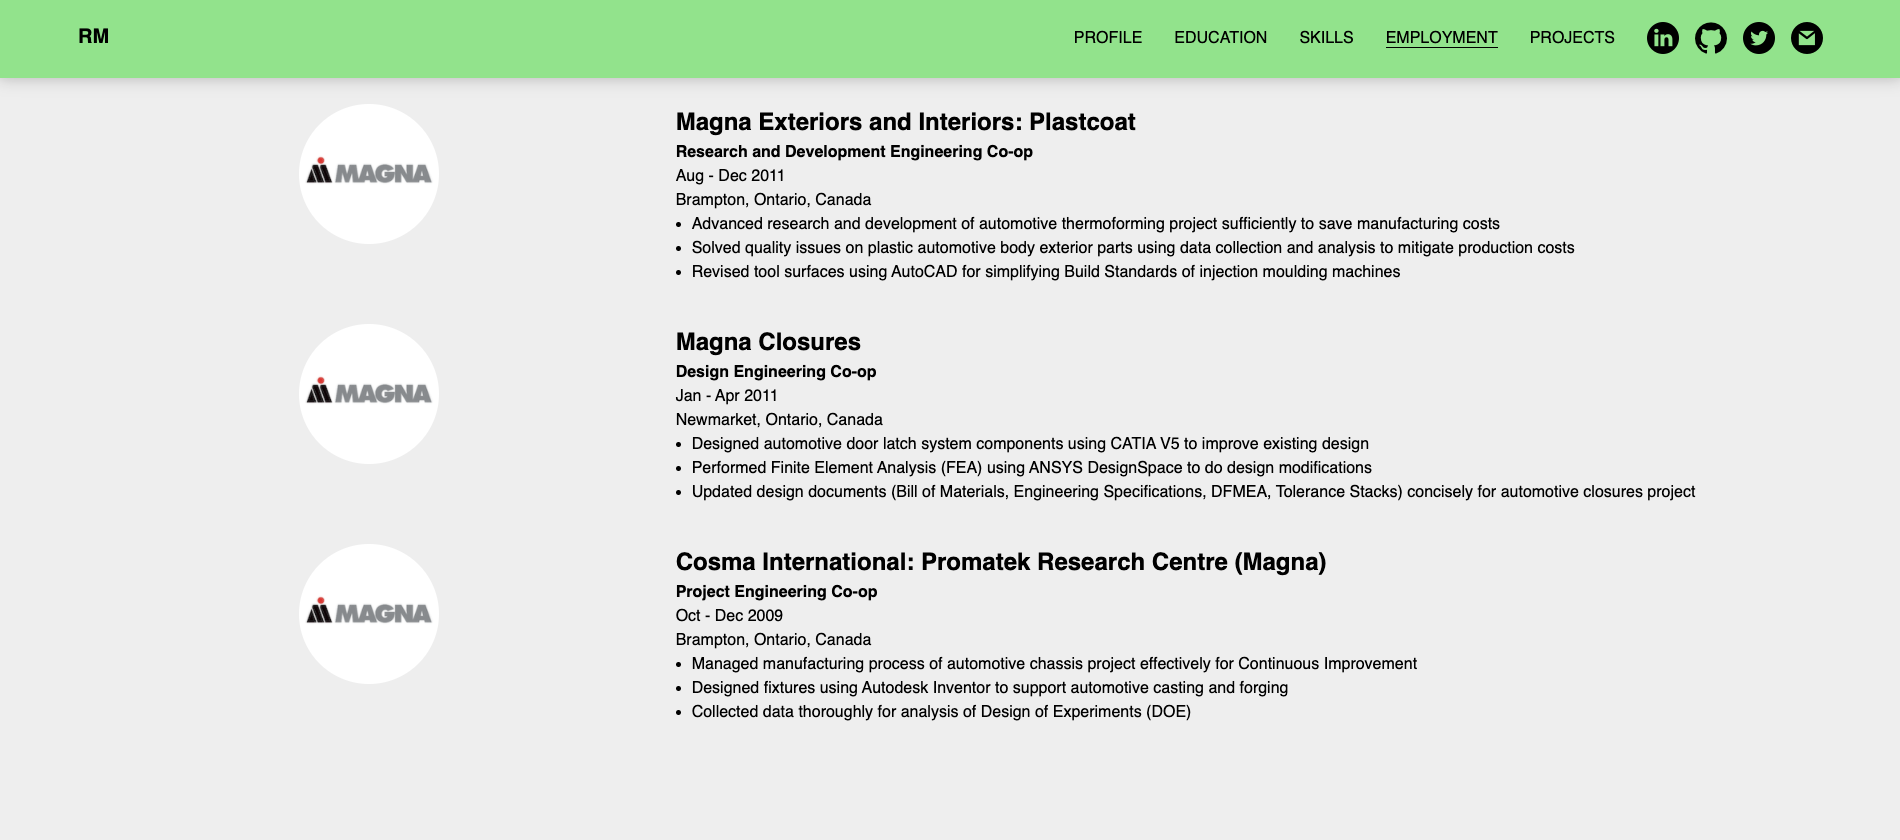 RM
PROFILE EDUCATION SKILLS EMPLOYMENT PROJECTS in
MAGNA
Magna Exteriors and Interiors: Plastcoat
Research and Development Engineering Co-op
Aug - Dec 2011
Brampton, Ontario, Canada
• Advanced research and development of automotive thermoforming project sufficiently to save manufacturing costs
• Solved quality issues on plastic automotive body exterior parts using data collection and analysis to mitigate production costs
• Revised tool surfaces using AutoCAD for simplifying Build Standards of injection moulding machines
MAGNA
Magna Closures
Design Engineering Co-op
Jan - Apr 2011
Newmarket, Ontario, Canada
• Designed automotive door latch system components using CATIA V5 to improve existing design
• Performed Finite Element Analysis (FEA) using ANSYS DesignSpace to do design modifications
• Updated design documents (Bill of Materials, Engineering Specifications, DFMEA, Tolerance Stacks) concisely for automotive closures project
MAGNA
Cosma International: Promatek Research Centre (Magna)
Project Engineering Co-op
Oct - Dec 2009
Brampton, Ontario, Canada
• Managed manufacturing process of automotive chassis project effectively for Continuous Improvement
• Designed fixtures using Autodesk Inventor to support automotive casting and forging
• Collected data thoroughly for analysis of Design of Experiments (DOE)